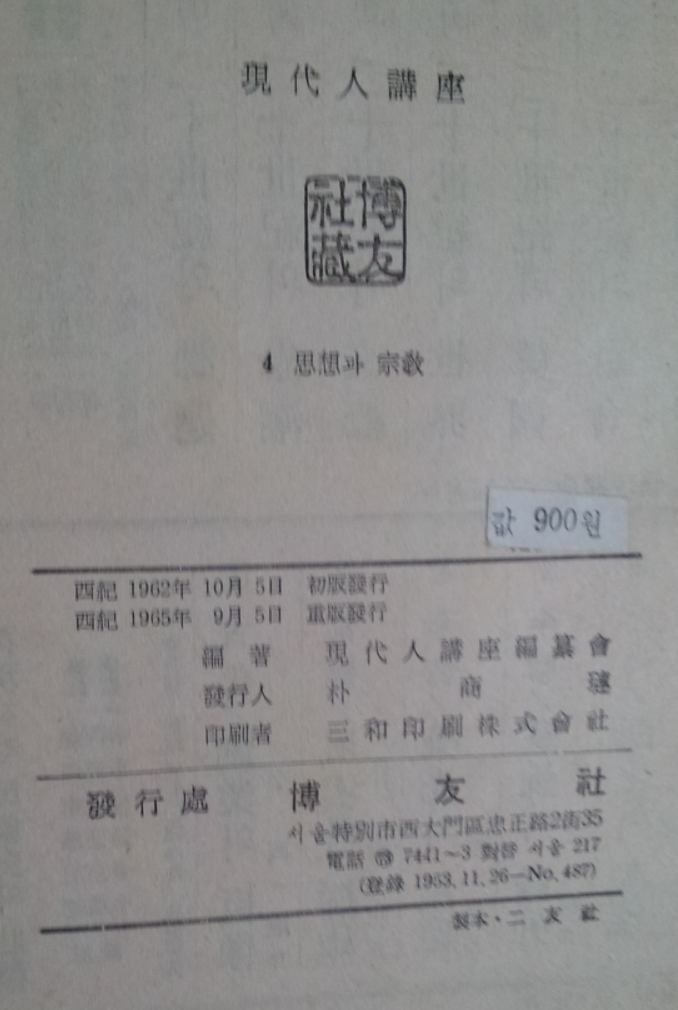 現代人講座
博友社藏
4 思想과 宗敎
값 900원
西紀 1962年 10月 5日 初版發行
西紀 1965年 9月 5日 重版發行
編著 現代人講座編纂會
發行人 朴商璉
印刷者 三和印刷株式會社
發行處 博友社
서울特別市西大門區忠正路2街35
電話 7441~3 對替 서울 217
(登錄 1953.11.26—No.487)
製本·二友社